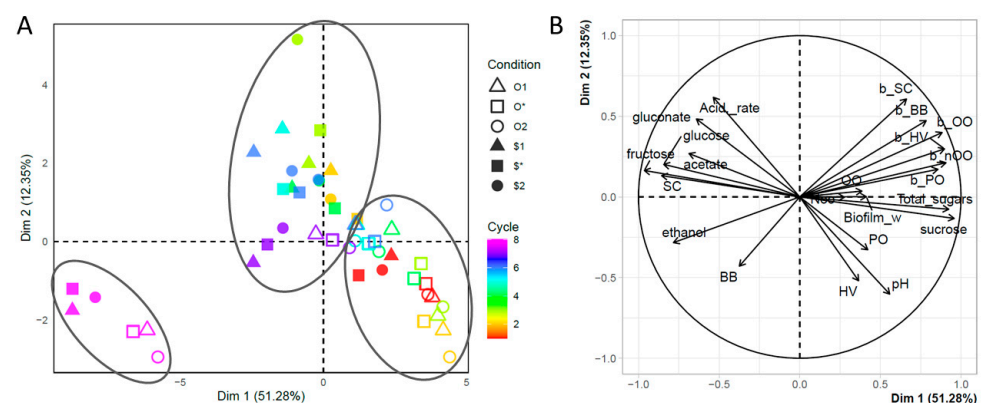 A
B
Dim 2 (12.35%)
4
2
0
−2
−5
0
5
Dim 1 (51.28%)
Condition
O1
O*
O2
$1
$*
$2
Cycle
8
6
4
2
Dim 2 (12.35%)
1.0
0.5
0.0
−0.5
−1.0
b_SC
Acid_rate
b_BB
gluconate
b_OO
glucose
b_HV
fructose
acetate
b_nOO
SC
OO
b_PO
Total_sugars
Biofilm_w
sucrose
ethanol
PO
BB
HV
pH
−1.0
−0.5
0.0
0.5
1.0
Dim 1 (51.28%)